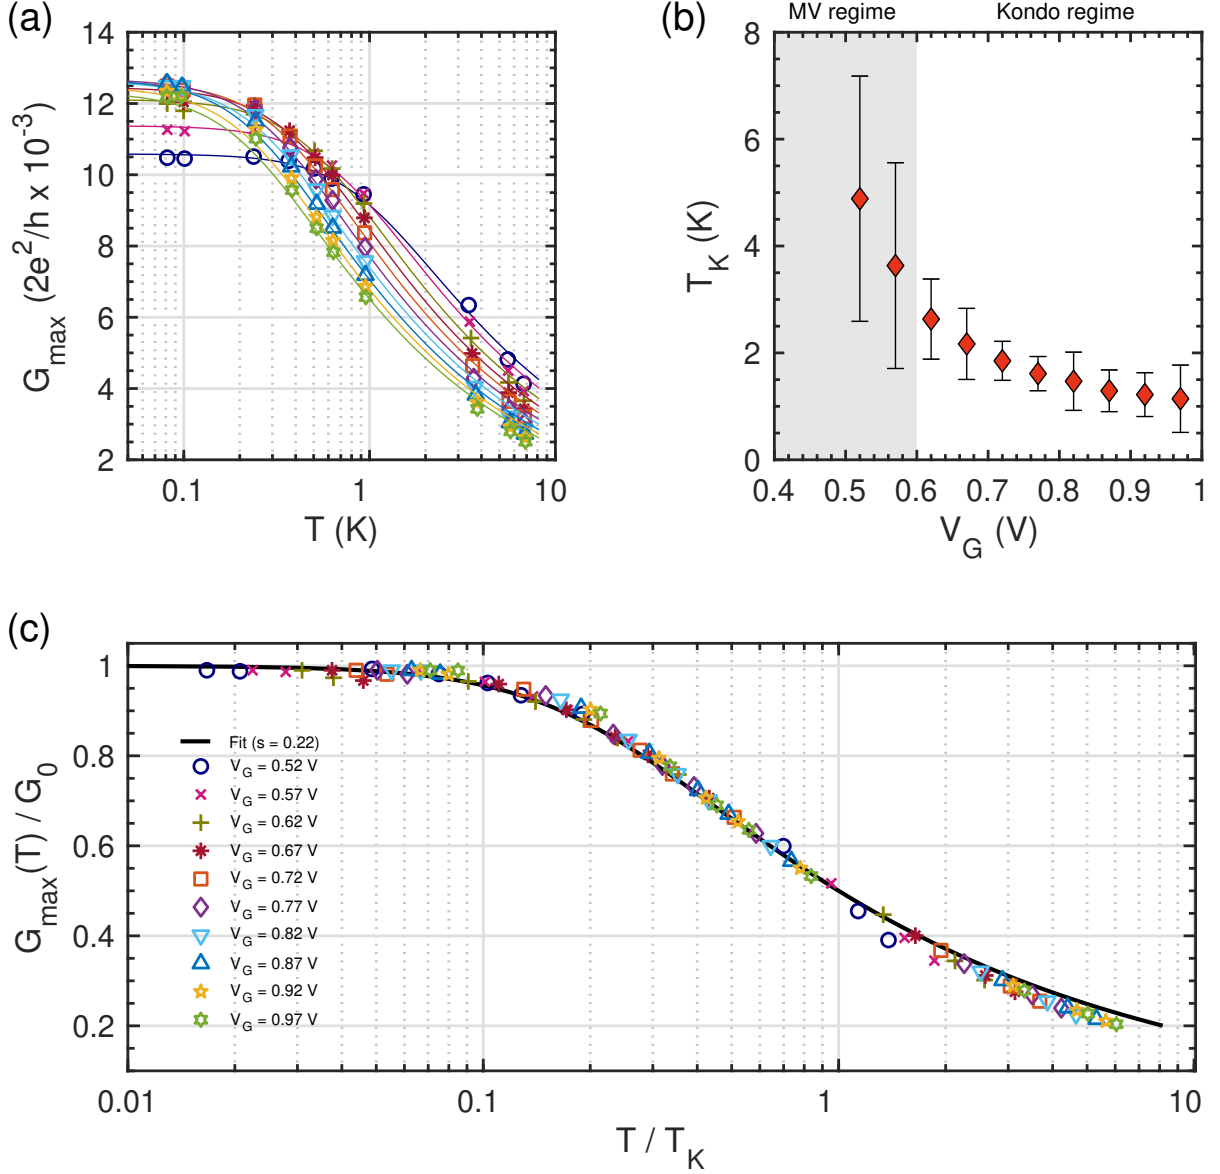 (a)
14
12
10
8
6
4
2
G_max (2e^2/h x 10^-3)
0.1
1
10
T (K)
(b)
MV regime
Kondo regime
8
6
4
2
0
T_K (K)
0.4
0.5
0.6
0.7
0.8
0.9
1
V_G (V)
(c)
1
0.8
0.6
0.4
0.2
G_max(T) / G_0
Fit (s = 0.22)
V_G = 0.52 V
V_G = 0.57 V
V_G = 0.62 V
V_G = 0.67 V
V_G = 0.72 V
V_G = 0.77 V
V_G = 0.82 V
V_G = 0.87 V
V_G = 0.92 V
V_G = 0.97 V
0.01
0.1
1
10
T / T_K